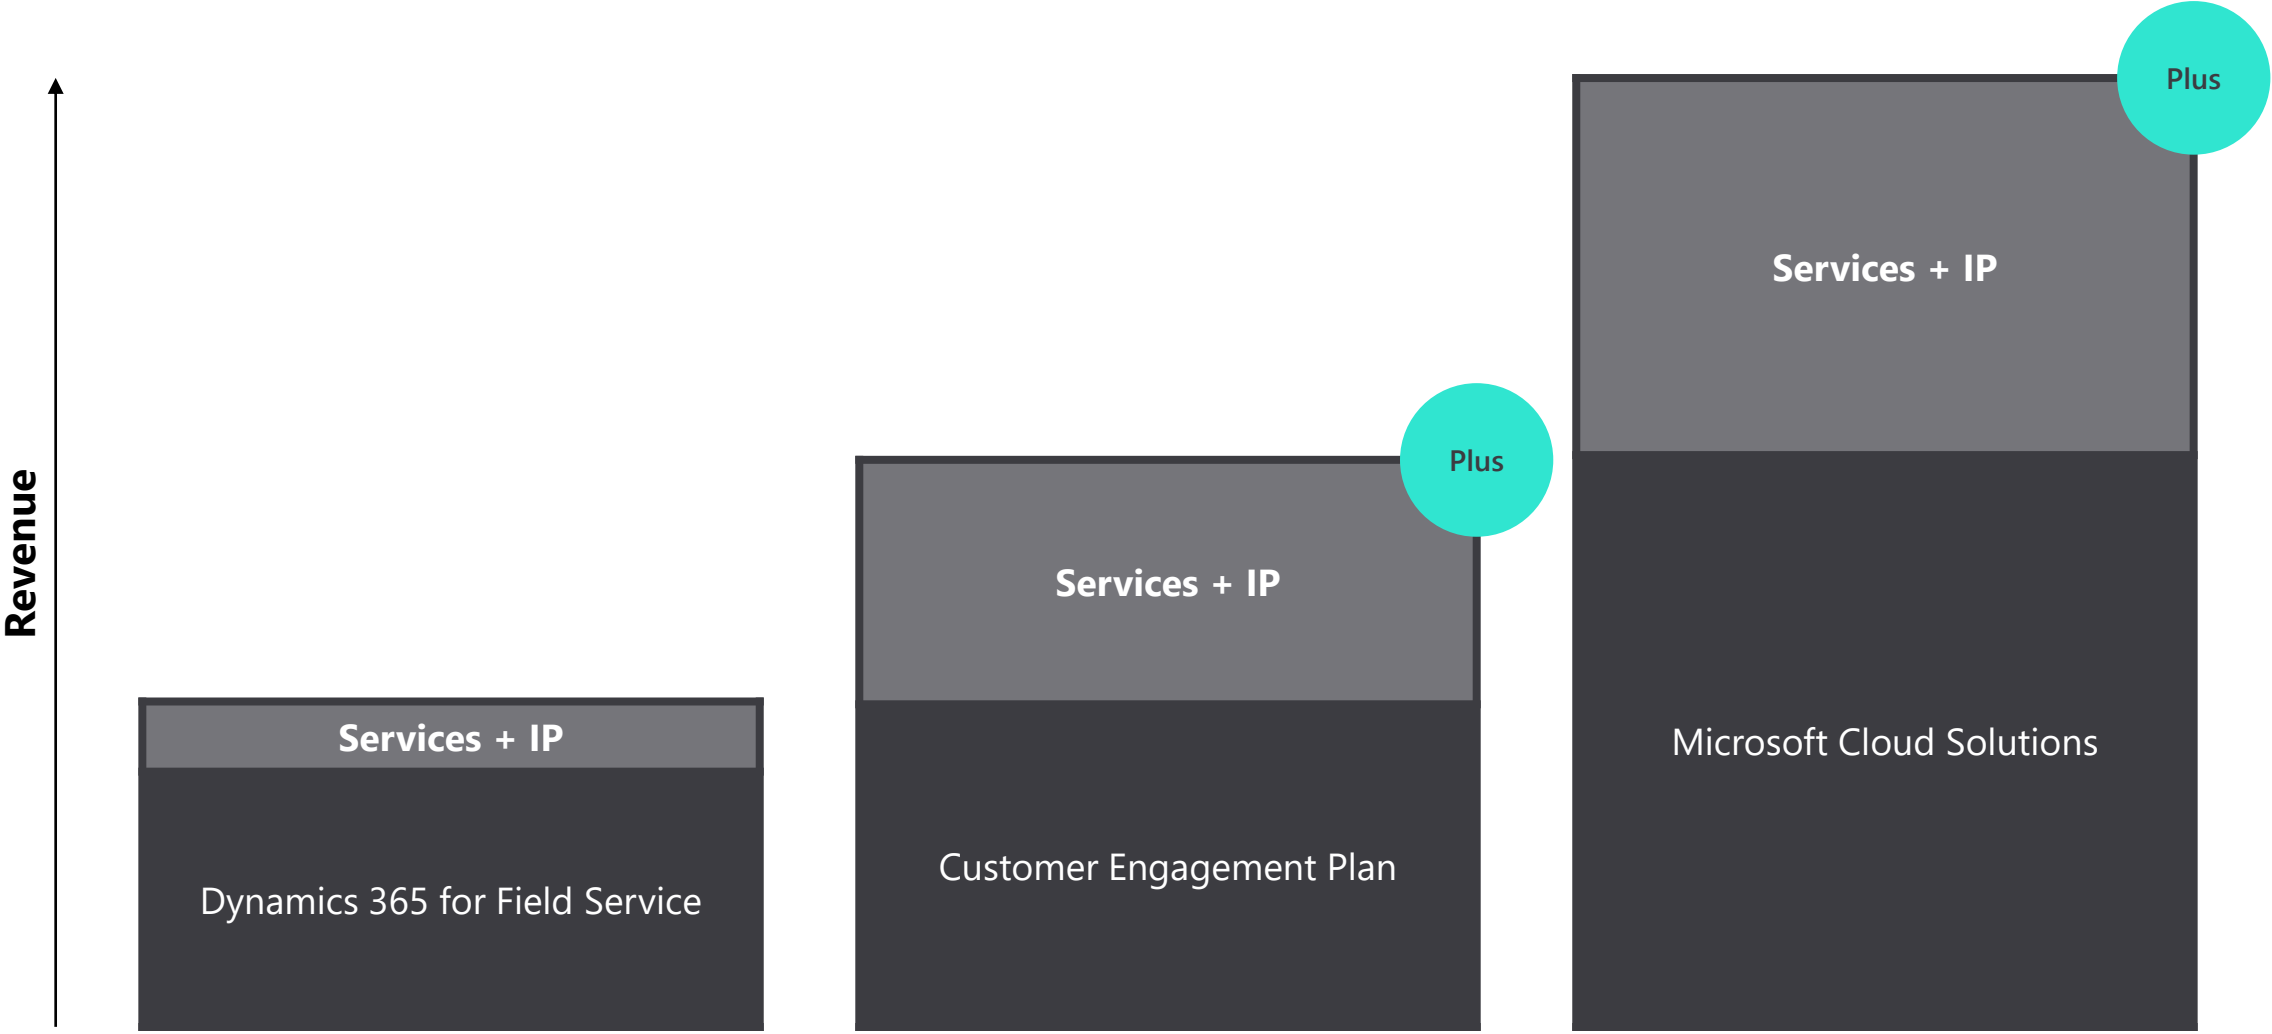 Revenue
Services + IP
Dynamics 365 for Field Service
Plus
Services + IP
Customer Engagement Plan
Plus
Services + IP
Microsoft Cloud Solutions